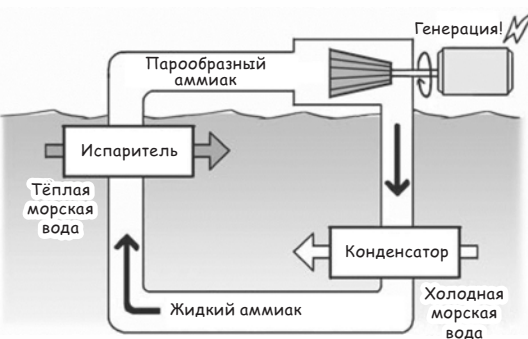 Генерация!
Парообразный
аммиак
Испаритель
Тёплая
морская
вода
Конденсатор
Жидкий аммиак
Холодная
морская
вода